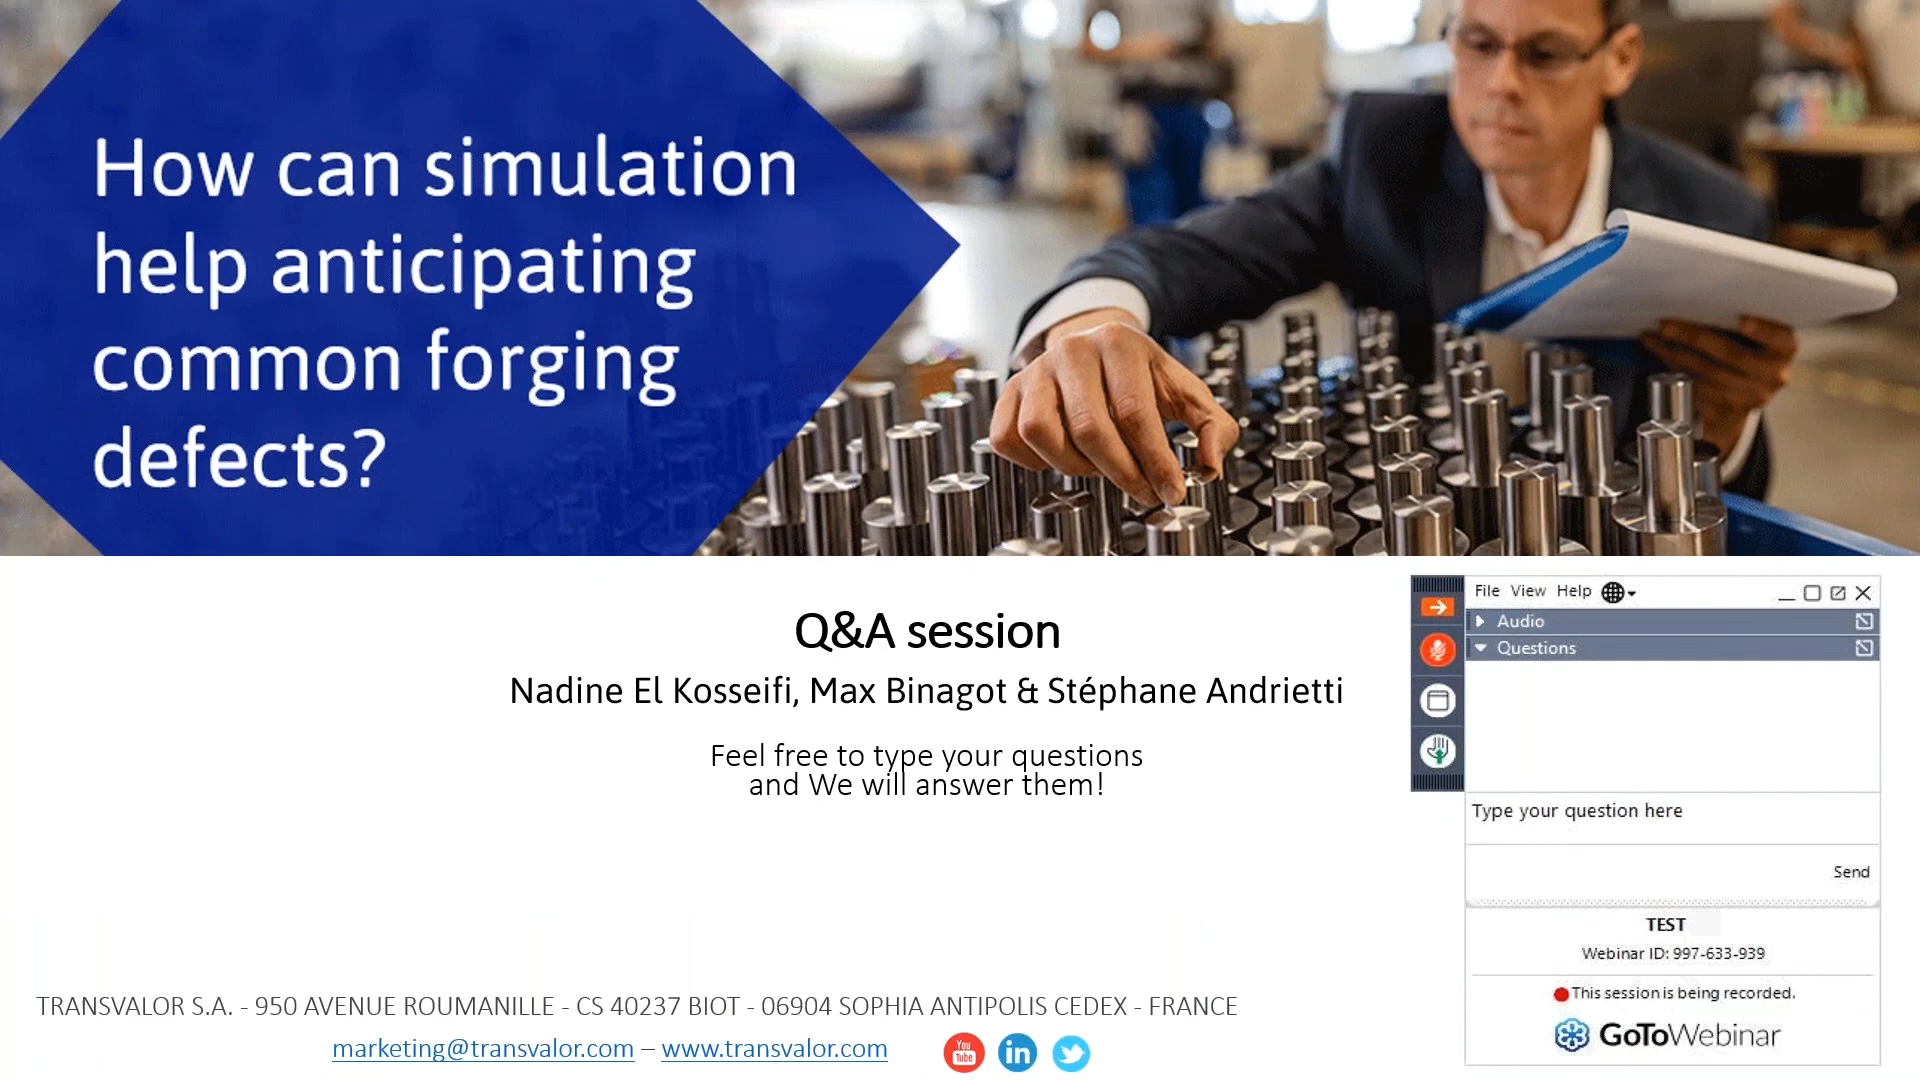 How can simulation
help anticipating
common forging
defects?
Q&A session
Nadine El Kosseifi, Max Binagot & Stéphane Andrietti
Feel free to type your questions
and We will answer them!
File View Help
Audio
Questions
Type your question here
Send
TEST
Webinar ID: 997-633-939
This session is being recorded.
GoToWebinar
TRANSVALOR S.A. - 950 AVENUE ROUMANILLE - CS 40237 BIOT - 06904 SOPHIA ANTIPOLIS CEDEX - FRANCE
marketing@transvalor.com – www.transvalor.com
You
Tube
in